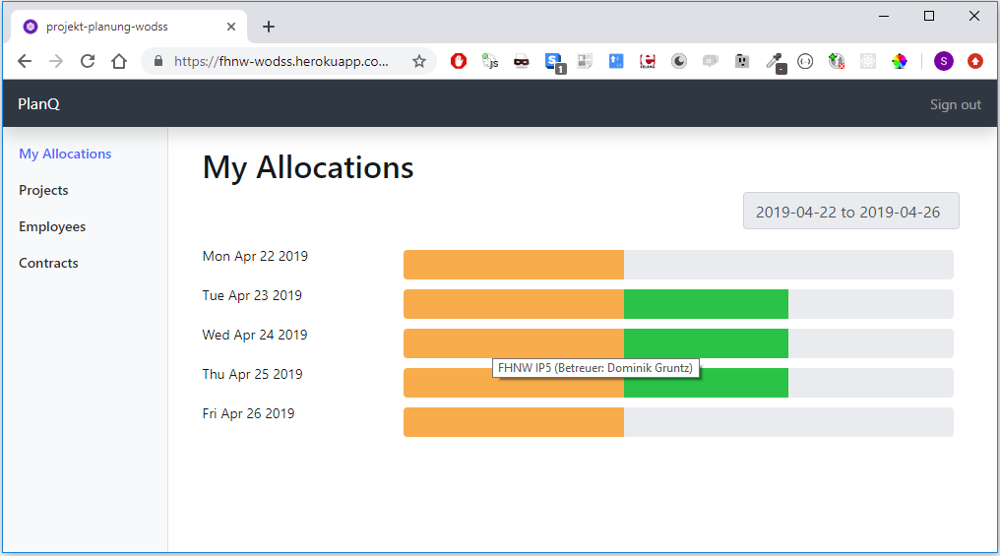 projekt-planung-wodss
https://fhnw-wodss.herokuapp.co...
1
S
PlanQ
Sign out
My Allocations
Projects
Employees
Contracts
My Allocations
2019-04-22 to 2019-04-26
Mon Apr 22 2019
Tue Apr 23 2019
Wed Apr 24 2019
FHNW IP5 (Betreuer: Dominik Gruntz)
Thu Apr 25 2019
Fri Apr 26 2019